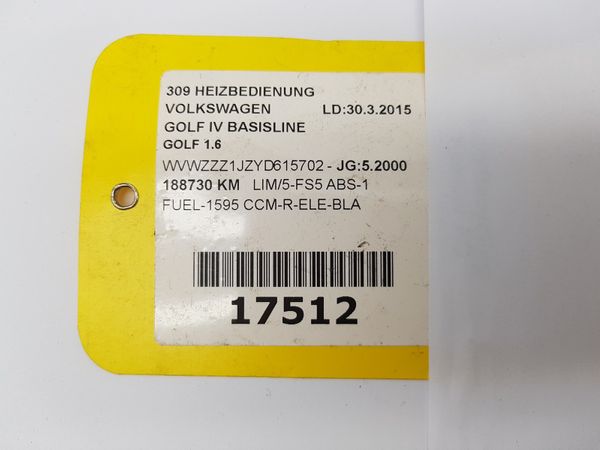 309 HEIZBEDIENUNG
VOLKSWAGEN LD:30.3.2015
GOLF IV BASISLINE
GOLF 1.6
WVWZZZ1JZYD615702 - JG:5.2000
188730 KM LIM/5-FS5 ABS-1
FUEL-1595 CCM-R-ELE-BLA
17512